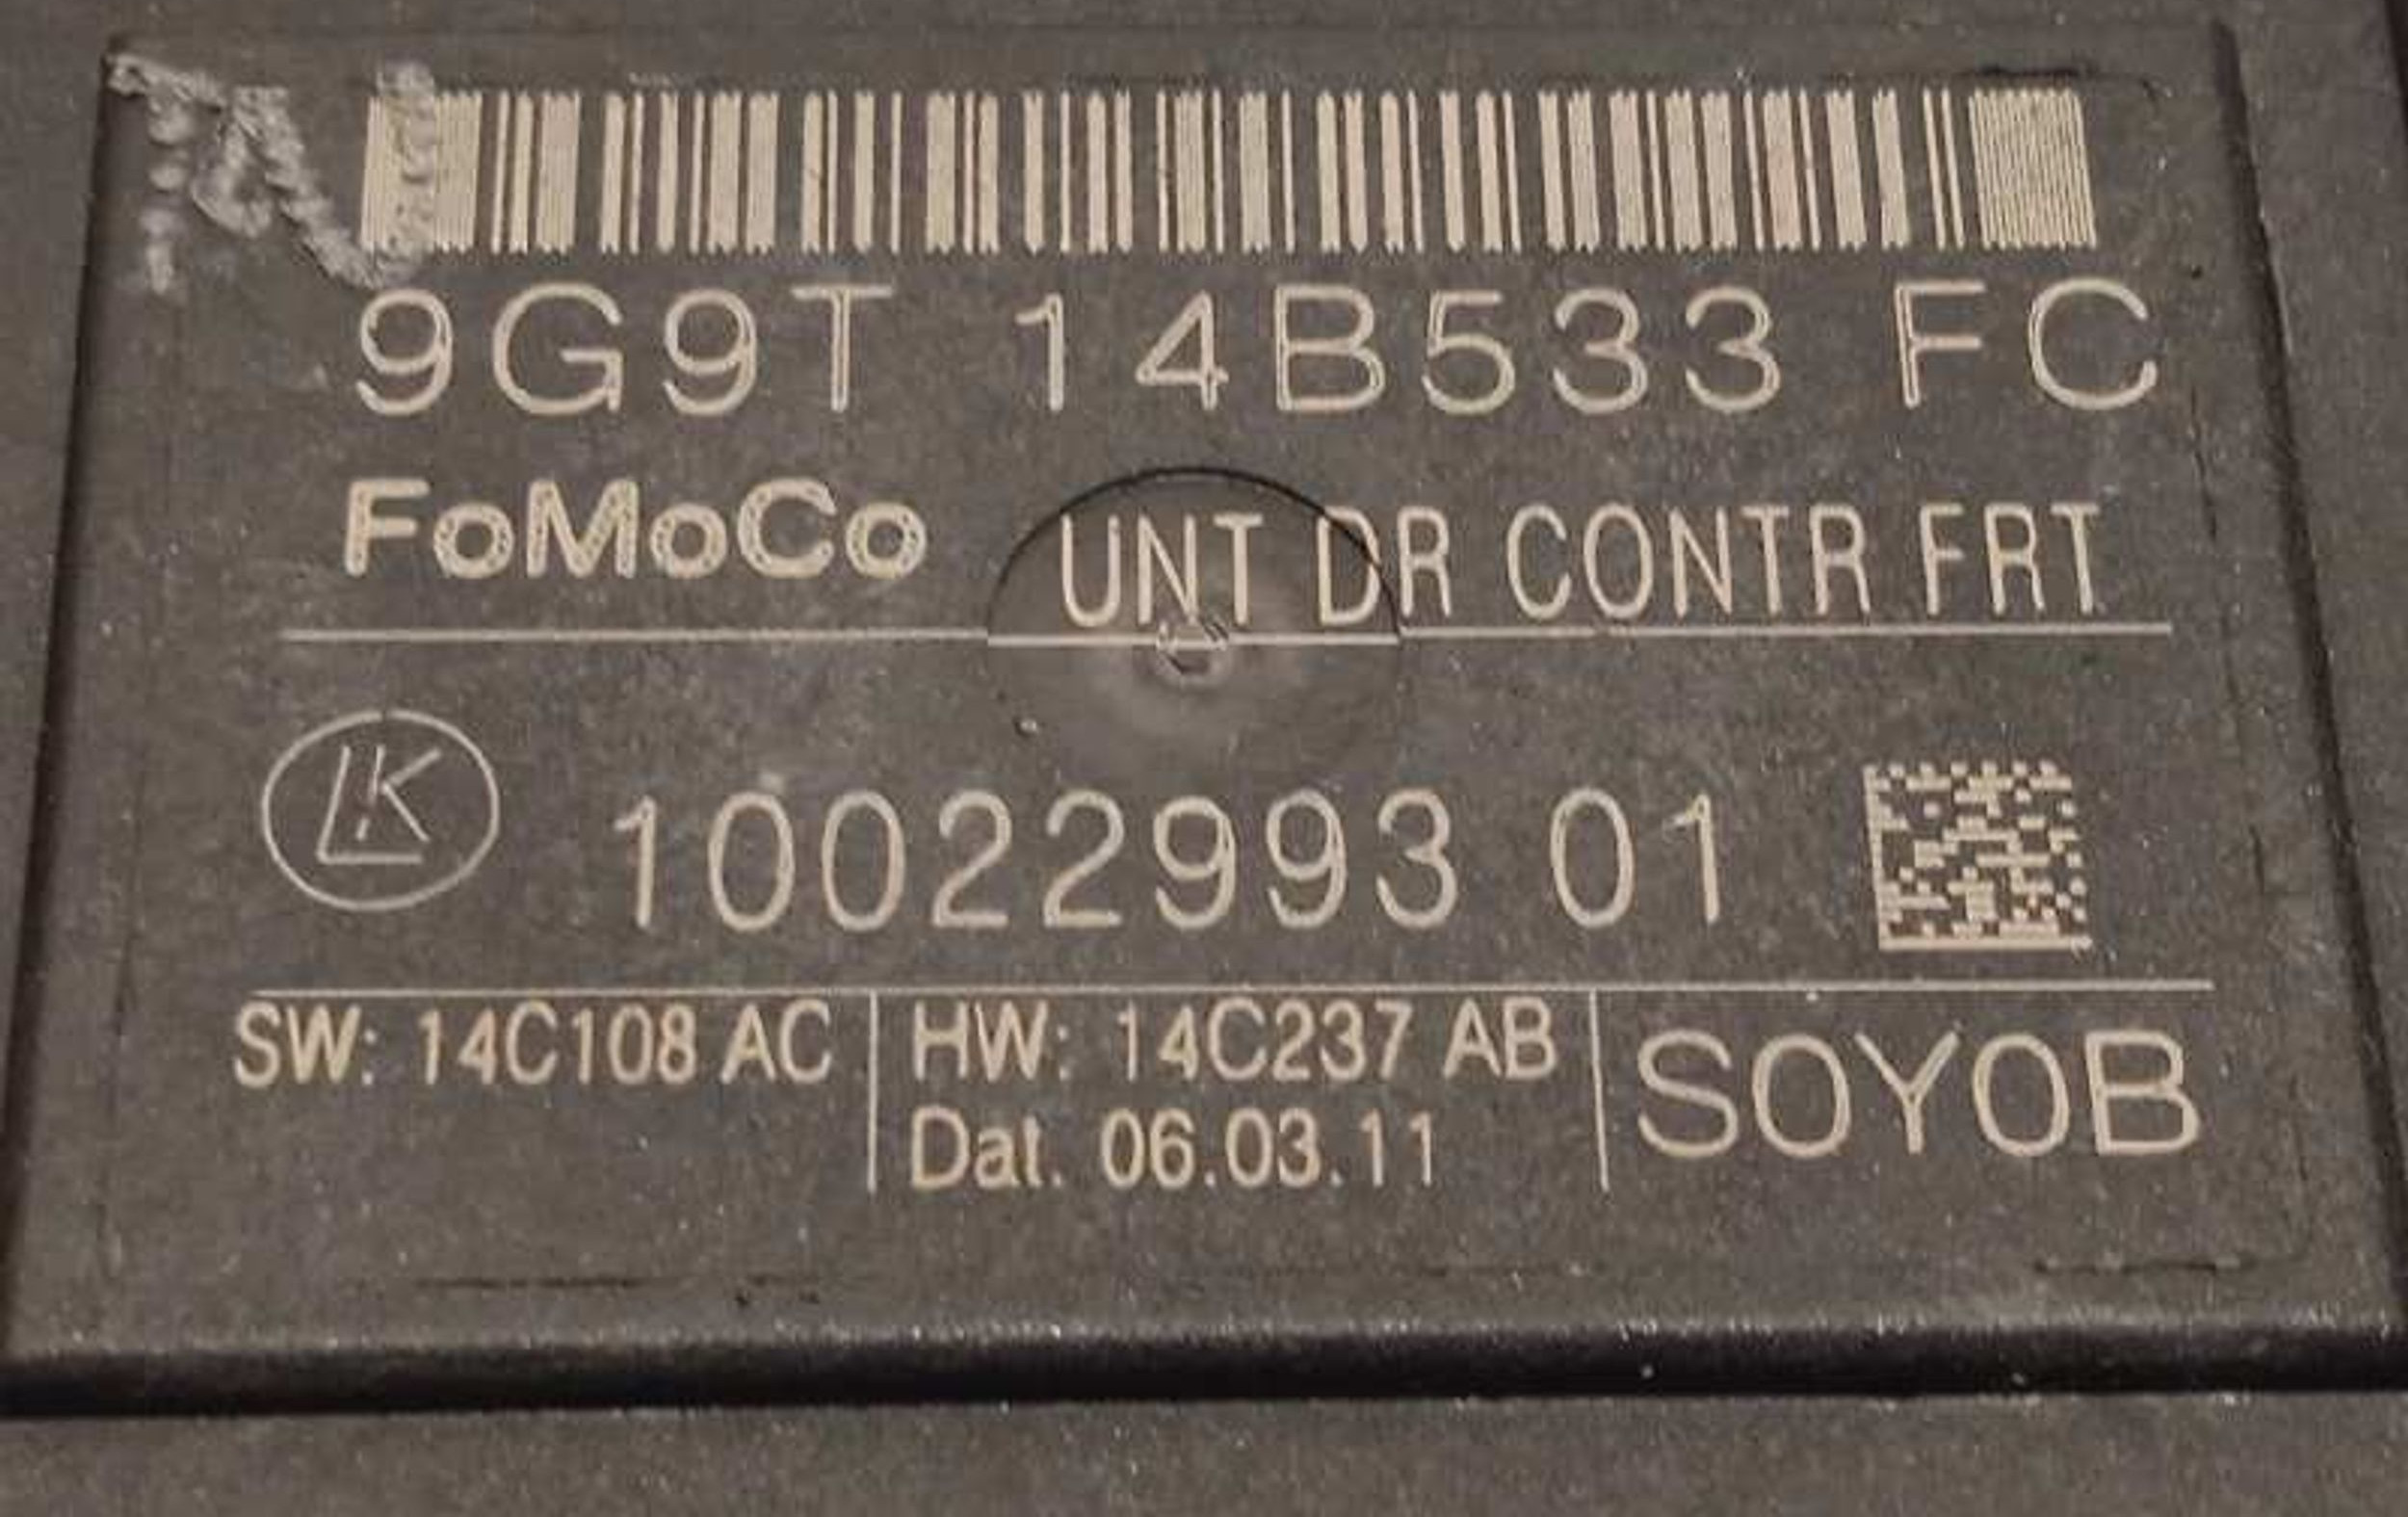 9G9T 14B533 FC
FoMoCo UNT DR CONTR FRT
LK 10022993 01
SW: 14C108 AC HW: 14C237 AB SOYOB
Dat. 06.03.11